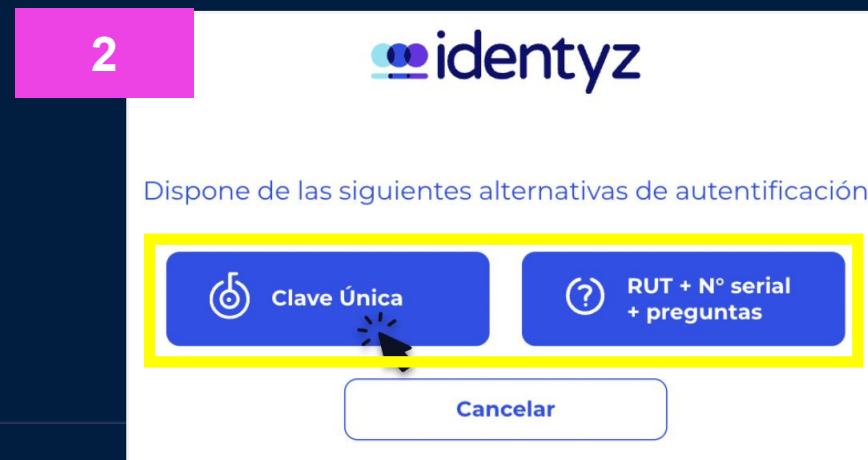 2
identyz
Dispone de las siguientes alternativas de autentificación
Clave Única
RUT + N° serial
+ preguntas
Cancelar